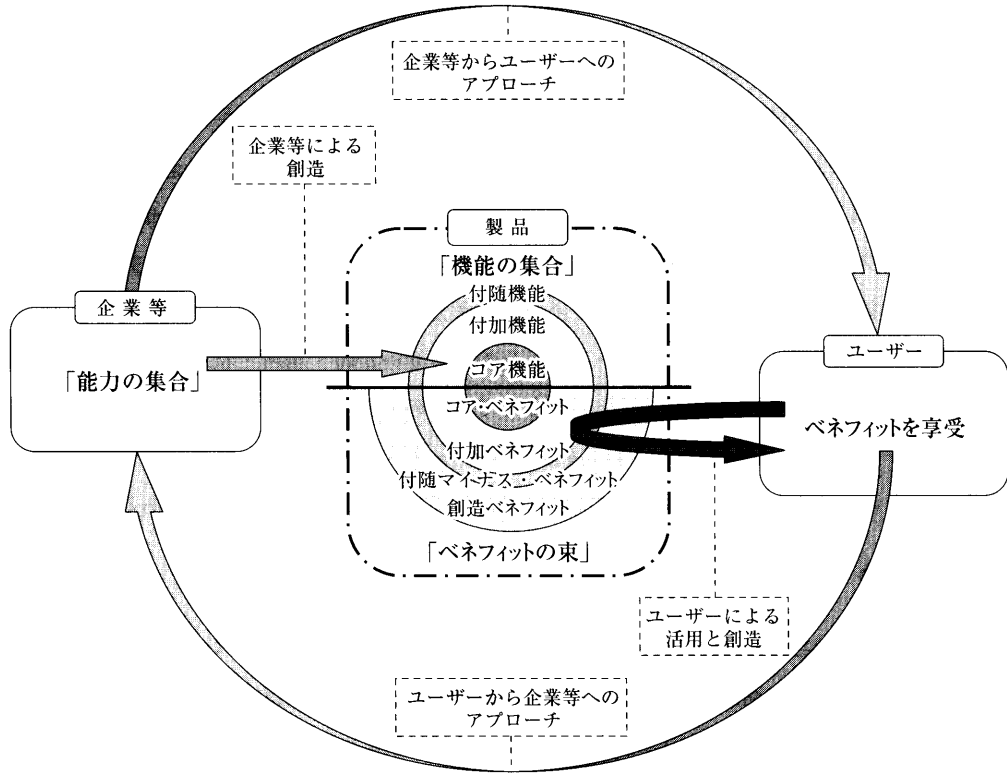 企業等からユーザーへの
アプローチ
企業等による
創造
製品
「機能の集合」
付随機能
付加機能
コア機能
コア・ベネフィット
付加ベネフィット
付随マイナス・ベネフィット
創造ベネフィット
「ベネフィットの束」
企業等
「能力の集合」
ユーザー
ベネフィットを享受
ユーザーによる
活用と創造
ユーザーから企業等への
アプローチ